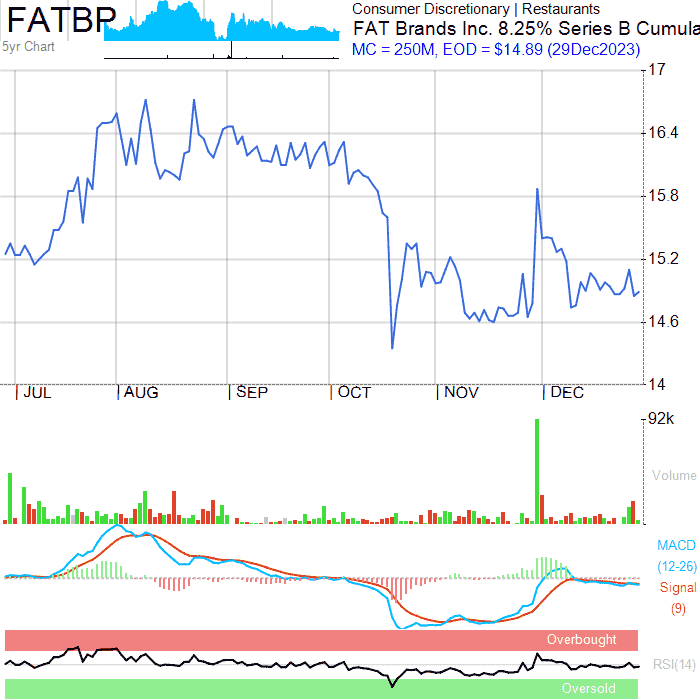 FATBP
5yr Chart
Consumer Discretionary | Restaurants
FAT Brands Inc. 8.25% Series B Cumula
MC = 250M, EOD = $14.89 (29Dec2023)
17
16.4
15.8
15.2
14.6
14
JUL AUG SEP OCT NOV DEC
92k
Volume
MACD
(12-26)
Signal
(9)
Overbought
RSI(14)
Oversold